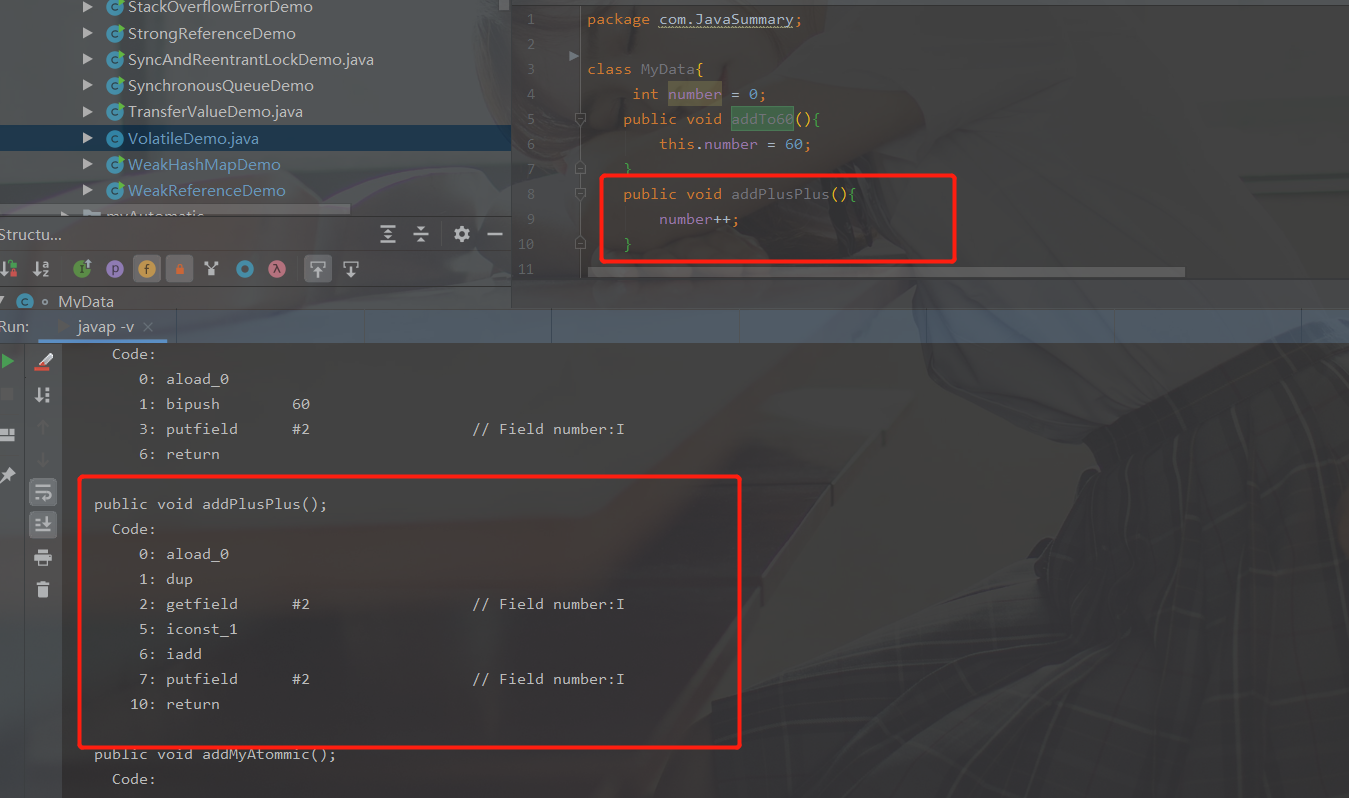 StackOverflowErrorDemo
StrongReferenceDemo
SyncAndReentrantLockDemo.java
SynchronousQueueDemo
TransferValueDemo.java
VolatileDemo.java
WeakHashMapDemo
WeakReferenceDemo
myAutomatic
Structu...
MyData
1 package com.JavaSummary;
2
3 class MyData{
4 int number = 0;
5 public void addTo60(){
6 this.number = 60;
7 }
8 public void addPlusPlus(){
9 number++;
10 }
11
Run: javap -v
Code:
0: aload_0
1: bipush 60
3: putfield #2 // Field number:I
6: return
public void addPlusPlus();
Code:
0: aload_0
1: dup
2: getfield #2 // Field number:I
5: iconst_1
6: iadd
7: putfield #2 // Field number:I
10: return
public void addMyAtommic();
Code: